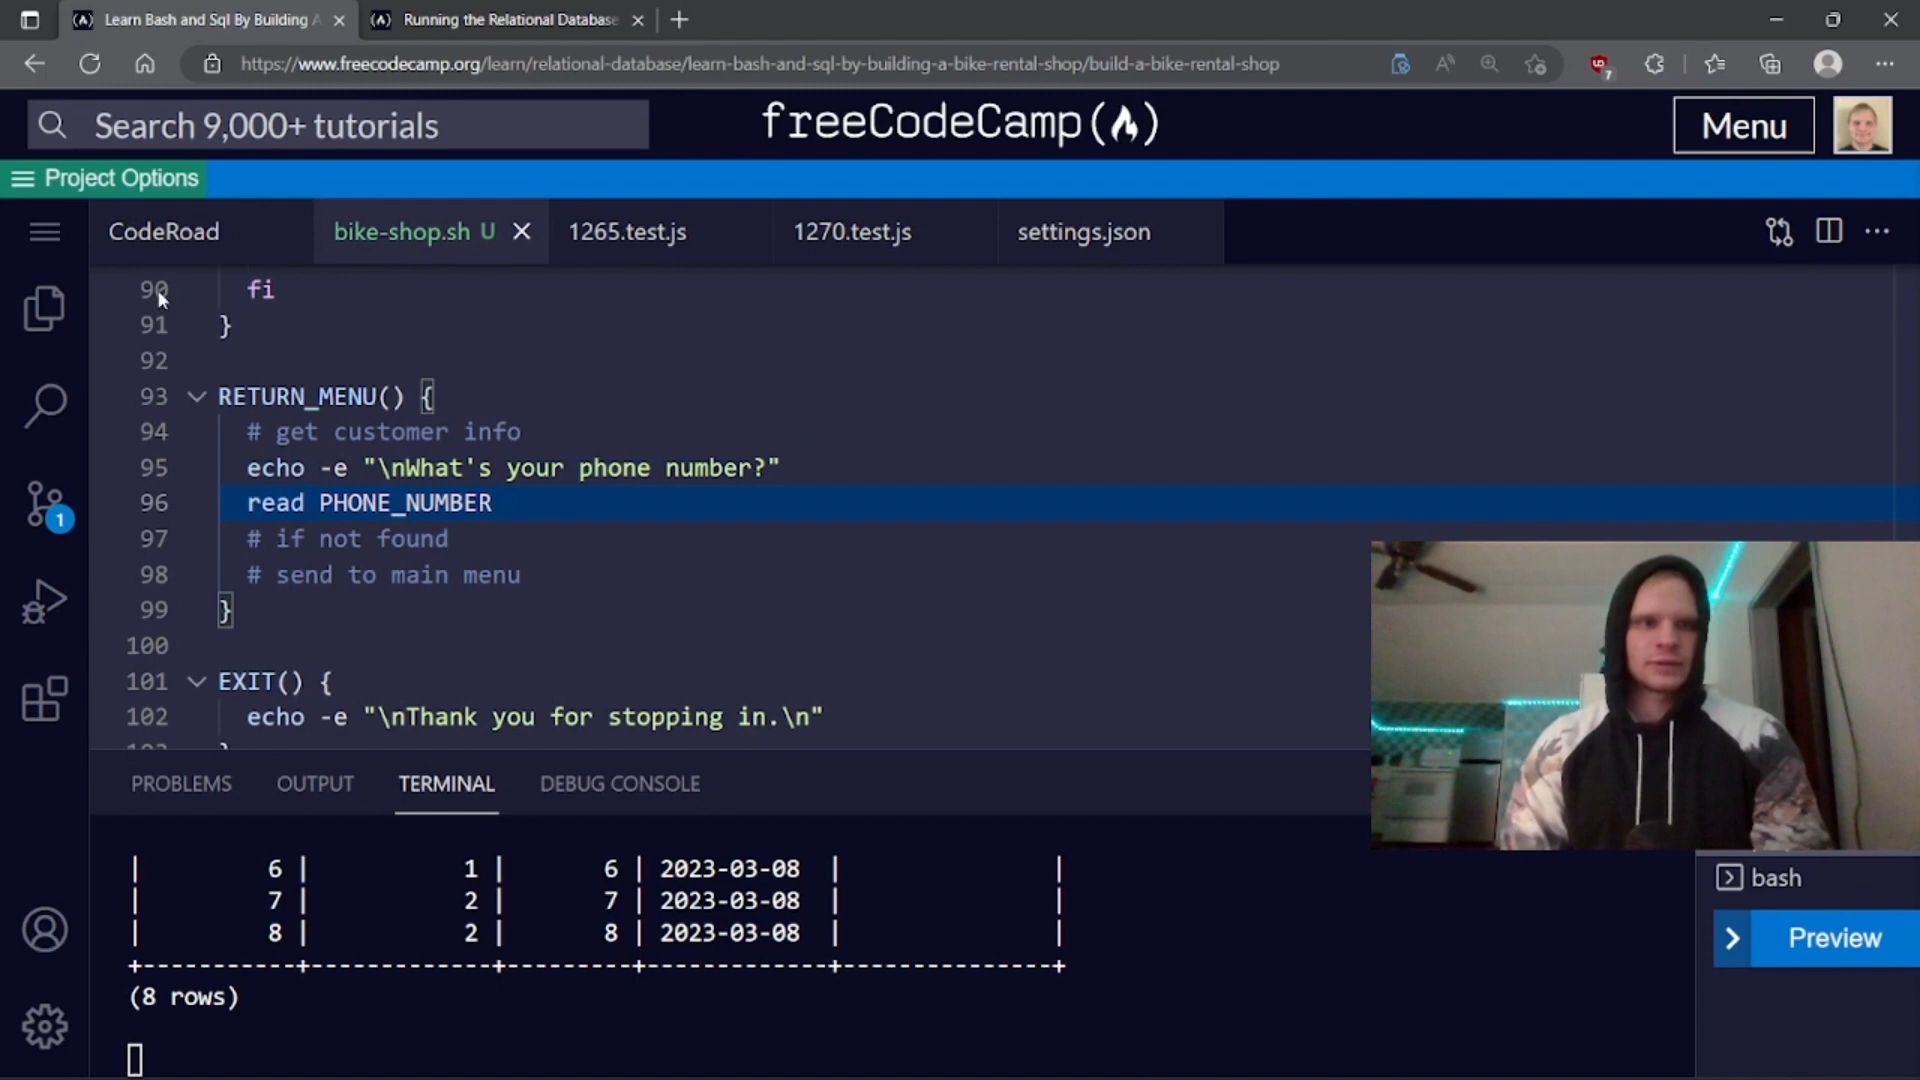 Learn Bash and Sql By Building A
Running the Relational Database
https://www.freecodecamp.org/learn/relational-database/learn-bash-and-sql-by-building-a-bike-rental-shop/build-a-bike-rental-shop
7
Search 9,000+ tutorials
freeCodeCamp
Menu
Project Options
CodeRoad
bike-shop.sh U
1265.test.js
1270.test.js
settings.json
90 fi
91 }
92
93 RETURN_MENU() {
94 # get customer info
95 echo -e "\nWhat's your phone number?"
96 read PHONE_NUMBER
97 # if not found
98 # send to main menu
99 }
100
101 EXIT() {
102 echo -e "\nThank you for stopping in.\n"
1
PROBLEMS
OUTPUT
TERMINAL
DEBUG CONSOLE
| 6 | 1 | 6 | 2023-03-08 | |
| 7 | 2 | 7 | 2023-03-08 | |
| 8 | 2 | 8 | 2023-03-08 | |
+-----------+-------------+---------+-------------+---------------+
(8 rows)
bash
Preview